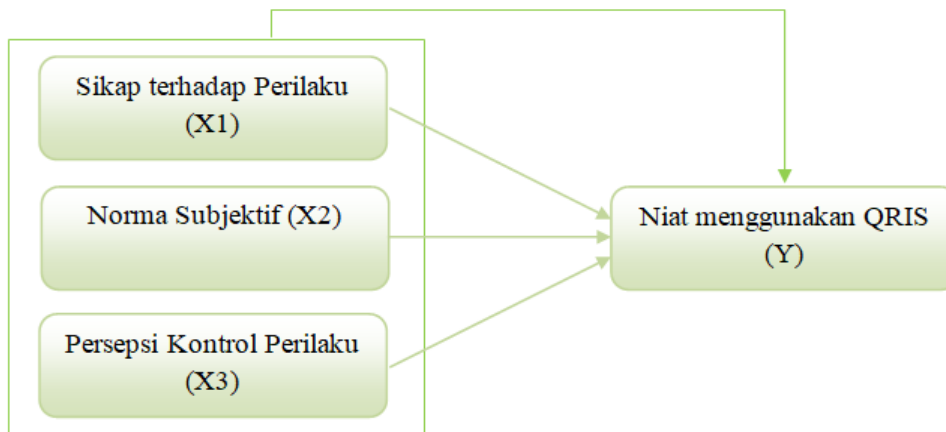 Sikap terhadap Perilaku
(X1)
Norma Subjektif (X2)
Persepsi Kontrol Perilaku
(X3)
Niat menggunakan QRIS
(Y)